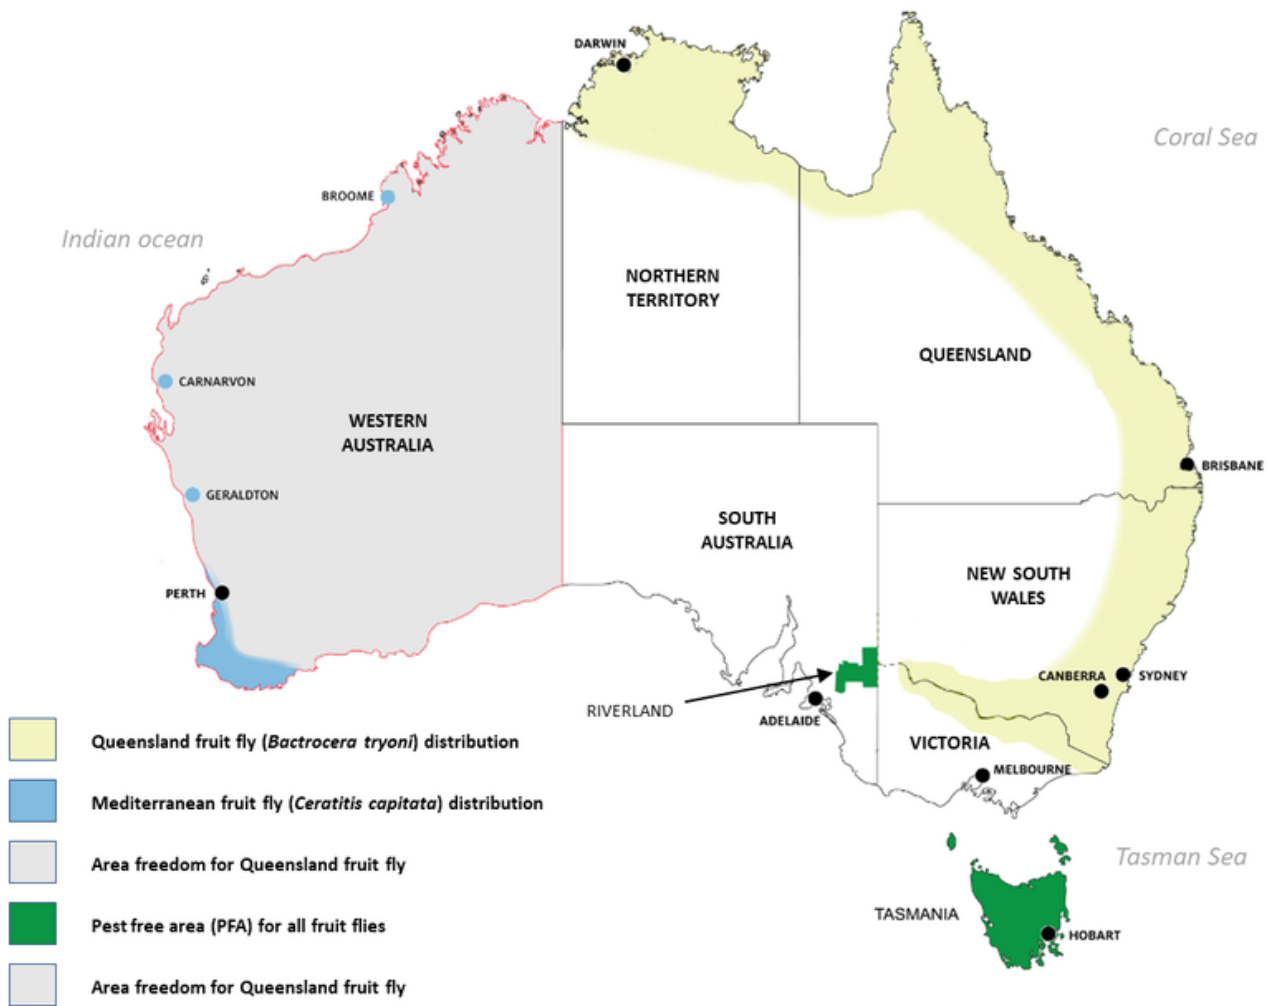 DARWIN
Coral Sea
BROOME
Indian ocean
NORTHERN
TERRITORY
QUEENSLAND
CARNARVON
WESTERN
AUSTRALIA
BRISBANE
GERALDTON
SOUTH
AUSTRALIA
NEW SOUTH
WALES
PERTH
CANBERRA
SYDNEY
RIVERLAND
ADELAIDE
VICTORIA
MELBOURNE
Queensland fruit fly (Bactrocera tryoni) distribution
Mediterranean fruit fly (Ceratitis capitata) distribution
Area freedom for Queensland fruit fly
Tasman Sea
Pest free area (PFA) for all fruit flies
TASMANIA
HOBART
Area freedom for Queensland fruit fly